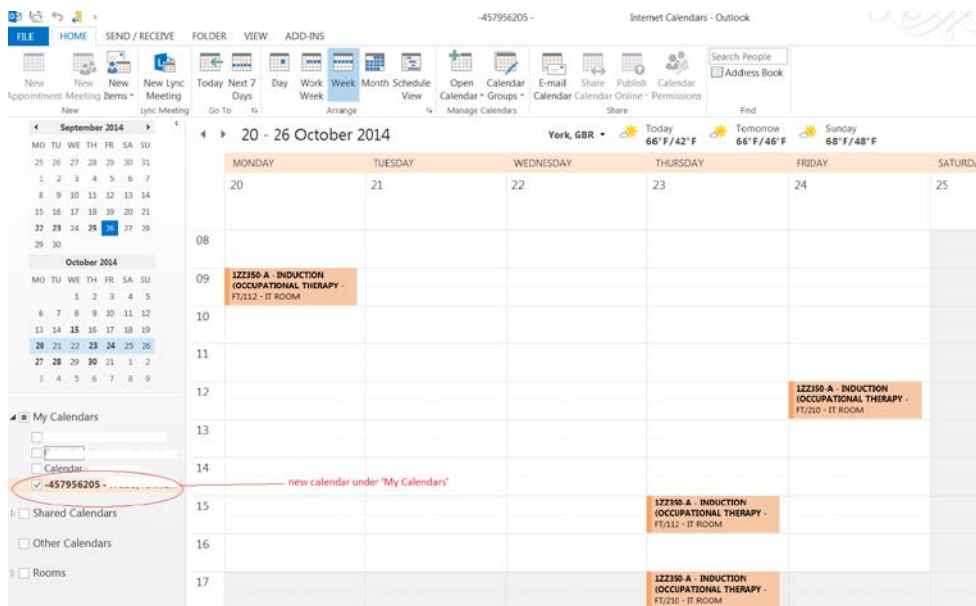 -457956205 - Internet Calendars - Outlook
FILE HOME SEND / RECEIVE FOLDER VIEW ADD-INS
New Appointment
New Meeting
New Items
New Lync Meeting
Today
Next 7 Days
Day
Work Week
Week
Month
Schedule View
Open Calendar
Calendar Groups
E-mail Calendar
Share Calendar
Publish Online
Calendar Permissions
Search People
Address Book
New Lync Meeting Go To Arrange Manage Calendars Share Find
September 2014
MO TU WE TH FR SA SU
25 26 27 28 29 30 31
1 2 3 4 5 6 7
8 9 10 11 12 13 14
15 16 17 18 19 20 21
22 23 24 25 26 27 28
29 30
October 2014
MO TU WE TH FR SA SU
1 2 3 4 5
6 7 8 9 10 11 12
13 14 15 16 17 18 19
20 21 22 23 24 25 26
27 28 29 30 31 1 2
3 4 5 6 7 8 9
My Calendars
Calendar -
-457956205 -
Shared Calendars
Other Calendars
Rooms
new calendar under 'My Calendars'
20 - 26 October 2014
York, GBR
Today
66°F/42°F
Tomorrow
66°F/46°F
Sunday
68°F/48°F
MONDAY TUESDAY WEDNESDAY THURSDAY FRIDAY SATURDA
20 21 22 23 24 25
08
09
1ZZ350-A - INDUCTION
(OCCUPATIONAL THERAPY -
FT/112 - IT ROOM
10
11
12
1ZZ350-A - INDUCTION
(OCCUPATIONAL THERAPY -
FT/210 - IT ROOM
13
14
15
1ZZ350-A - INDUCTION
(OCCUPATIONAL THERAPY -
FT/112 - IT ROOM
16
17
1ZZ350-A - INDUCTION
(OCCUPATIONAL THERAPY -
FT/210 - IT ROOM